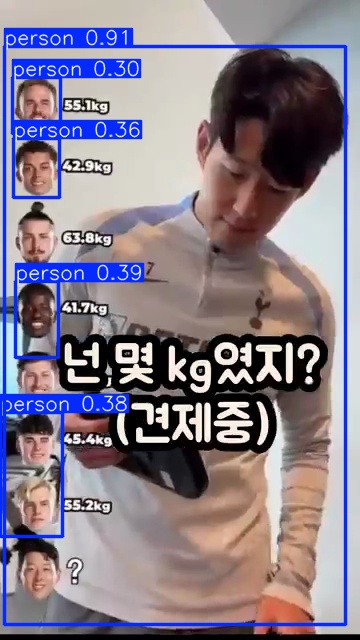 person 0.91
person 0.30
55.1kg
person 0.36
42.9kg
63.8kg
person 0.39
41.7kg
넌 몇 kg였지?
person 0.38
(견제중)
45.4kg
55.2kg
?
7